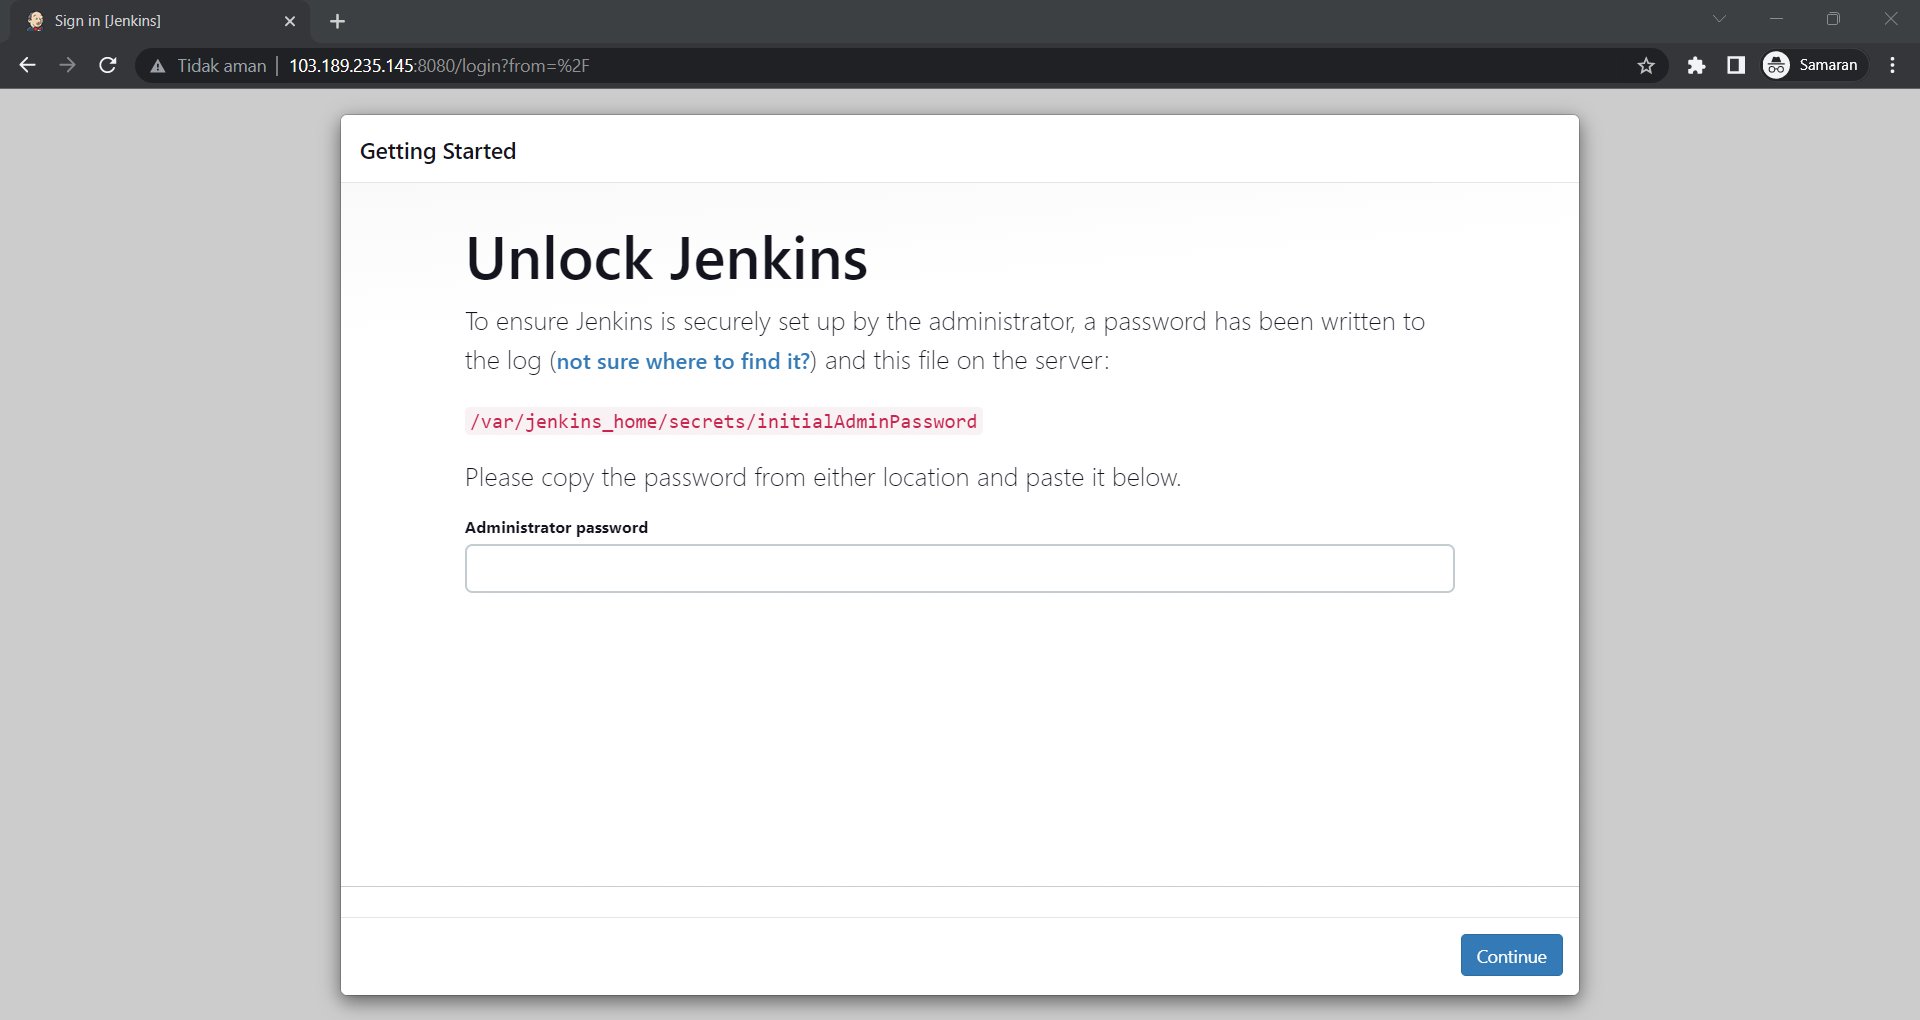 Sign in [Jenkins]
Tidak aman 103.189.235.145:8080/login?from=%2F Samaran
Getting Started
Unlock Jenkins
To ensure Jenkins is securely set up by the administrator, a password has been written to
the log (not sure where to find it?) and this file on the server:
/var/jenkins_home/secrets/initialAdminPassword
Please copy the password from either location and paste it below.
Administrator password
Continue